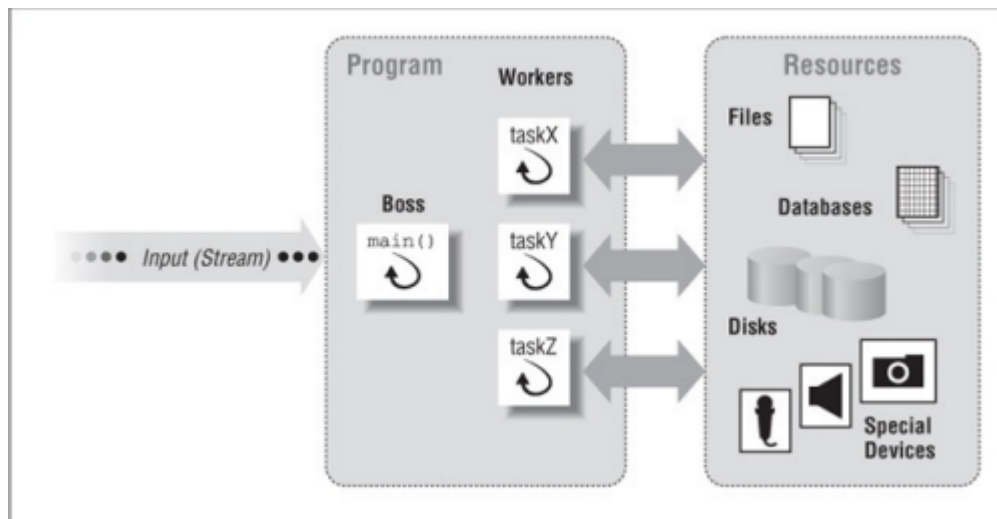 Program
Workers
taskX
Boss
main()
taskY
taskZ
Input (Stream)
Resources
Files
Databases
Disks
Special
Devices